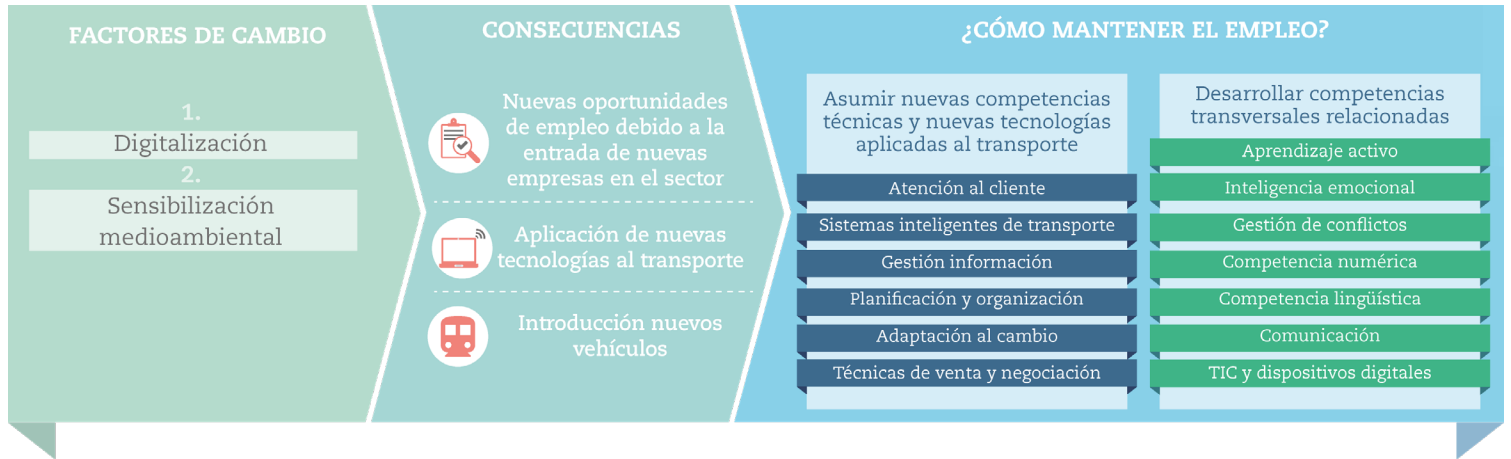 FACTORES DE CAMBIO
1.
Digitalización
2.
Sensibilización
medioambiental
CONSECUENCIAS
Nuevas oportunidades
de empleo debido a la
entrada de nuevas
empresas en el sector
Aplicación de nuevas
tecnologías al transporte
Introducción nuevos
vehículos
¿CÓMO MANTENER EL EMPLEO?
Asumir nuevas competencias
técnicas y nuevas tecnologías
aplicadas al transporte
Atención al cliente
Sistemas inteligentes de transporte
Gestión información
Planificación y organización
Adaptación al cambio
Técnicas de venta y negociación
Desarrollar competencias
transversales relacionadas
Aprendizaje activo
Inteligencia emocional
Gestión de conflictos
Competencia numérica
Competencia lingüística
Comunicación
TIC y dispositivos digitales